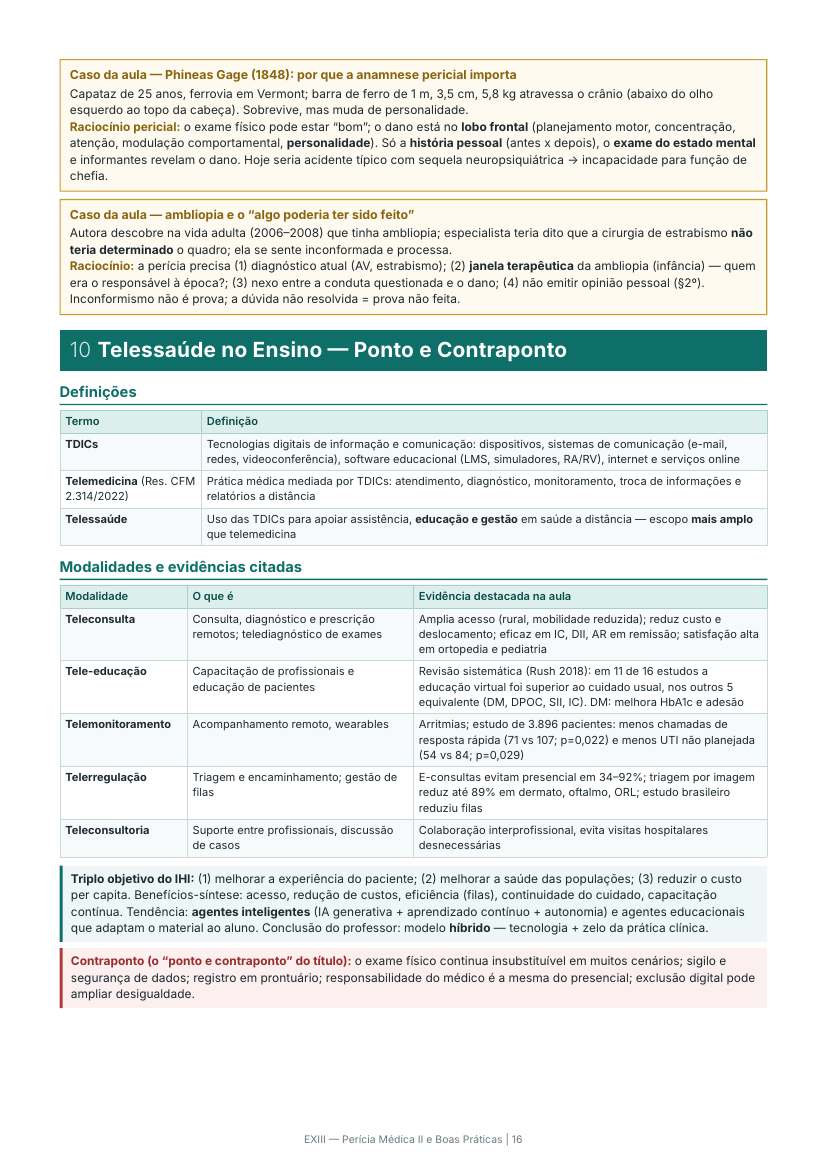 Caso da aula — Phineas Gage (1848): por que a anamnese pericial importa
Capataz de 25 anos, ferrovia em Vermont; barra de ferro de 1 m, 3,5 cm, 5,8 kg atravessa o crânio (abaixo do olho
esquerdo ao topo da cabeça). Sobrevive, mas muda de personalidade.
Raciocínio pericial: o exame físico pode estar “bom”; o dano está no lobo frontal (planejamento motor, concentração,
atenção, modulação comportamental, personalidade). Só a história pessoal (antes x depois), o exame do estado mental
e informantes revelam o dano. Hoje seria acidente típico com sequela neuropsiquiátrica → incapacidade para função de
chefia.
Caso da aula — ambliopia e o “algo poderia ter sido feito”
Autora descobre na vida adulta (2006–2008) que tinha ambliopia; especialista teria dito que a cirurgia de estrabismo não
teria determinado o quadro; ela se sente inconformada e processa.
Raciocínio: a perícia precisa (1) diagnóstico atual (AV, estrabismo); (2) janela terapêutica da ambliopia (infância) — quem
era o responsável à época?; (3) nexo entre a conduta questionada e o dano; (4) não emitir opinião pessoal (§2º).
Inconformismo não é prova; a dúvida não resolvida = prova não feita.
10 Telessaúde no Ensino — Ponto e Contraponto
Definições
Termo Definição
TDICs Tecnologias digitais de informação e comunicação: dispositivos, sistemas de comunicação (e-mail,
redes, videoconferência), software educacional (LMS, simuladores, RA/RV), internet e serviços online
Telemedicina (Res. CFM Prática médica mediada por TDICs: atendimento, diagnóstico, monitoramento, troca de informações e
2.314/2022) relatórios a distância
Telessaúde Uso das TDICs para apoiar assistência, educação e gestão em saúde a distância — escopo mais amplo
que telemedicina
Modalidades e evidências citadas
Modalidade O que é Evidência destacada na aula
Teleconsulta Consulta, diagnóstico e prescrição Amplia acesso (rural, mobilidade reduzida); reduz custo e
remotos; telediagnóstico de exames deslocamento; eficaz em IC, DII, AR em remissão; satisfação alta
em ortopedia e pediatria
Tele-educação Capacitação de profissionais e Revisão sistemática (Rush 2018): em 11 de 16 estudos a
educação de pacientes educação virtual foi superior ao cuidado usual, nos outros 5
equivalente (DM, DPOC, SII, IC). DM: melhora HbA1c e adesão
Telemonitoramento Acompanhamento remoto, wearables Arritmias; estudo de 3.896 pacientes: menos chamadas de
resposta rápida (71 vs 107; p=0,022) e menos UTI não planejada
(54 vs 84; p=0,029)
Telerregulação Triagem e encaminhamento; gestão de E-consultas evitam presencial em 34–92%; triagem por imagem
filas reduz até 89% em dermato, oftalmo, ORL; estudo brasileiro
reduziu filas
Teleconsultoria Suporte entre profissionais, discussão Colaboração interprofissional, evita visitas hospitalares
de casos desnecessárias
Triplo objetivo do IHI: (1) melhorar a experiência do paciente; (2) melhorar a saúde das populações; (3) reduzir o custo
per capita. Benefícios-síntese: acesso, redução de custos, eficiência (filas), continuidade do cuidado, capacitação
contínua. Tendência: agentes inteligentes (IA generativa + aprendizado contínuo + autonomia) e agentes educacionais
que adaptam o material ao aluno. Conclusão do professor: modelo híbrido — tecnologia + zelo da prática clínica.
Contraponto (o “ponto e contraponto” do título): o exame físico continua insubstituível em muitos cenários; sigilo e
segurança de dados; registro em prontuário; responsabilidade do médico é a mesma do presencial; exclusão digital pode
ampliar desigualdade.
EXIII — Perícia Médica II e Boas Práticas | 16